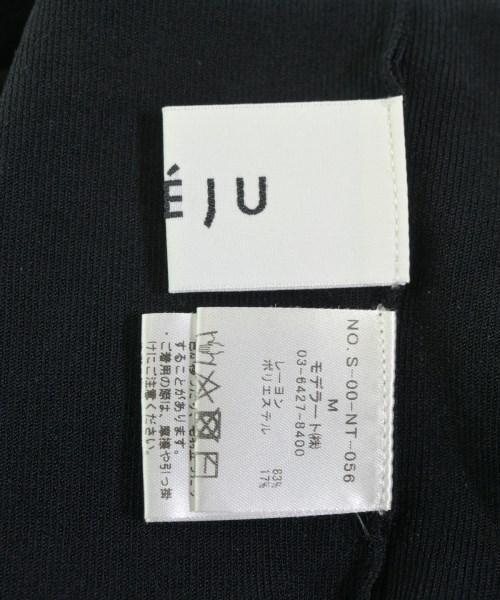 NO. S-00-NT-056
M
モデラート(株)
03-6427-8400
レーヨン 83%
ポリエステル 17%
することがあります。
・ご着用の際は、摩擦や引っ掛
けにご注意ください。